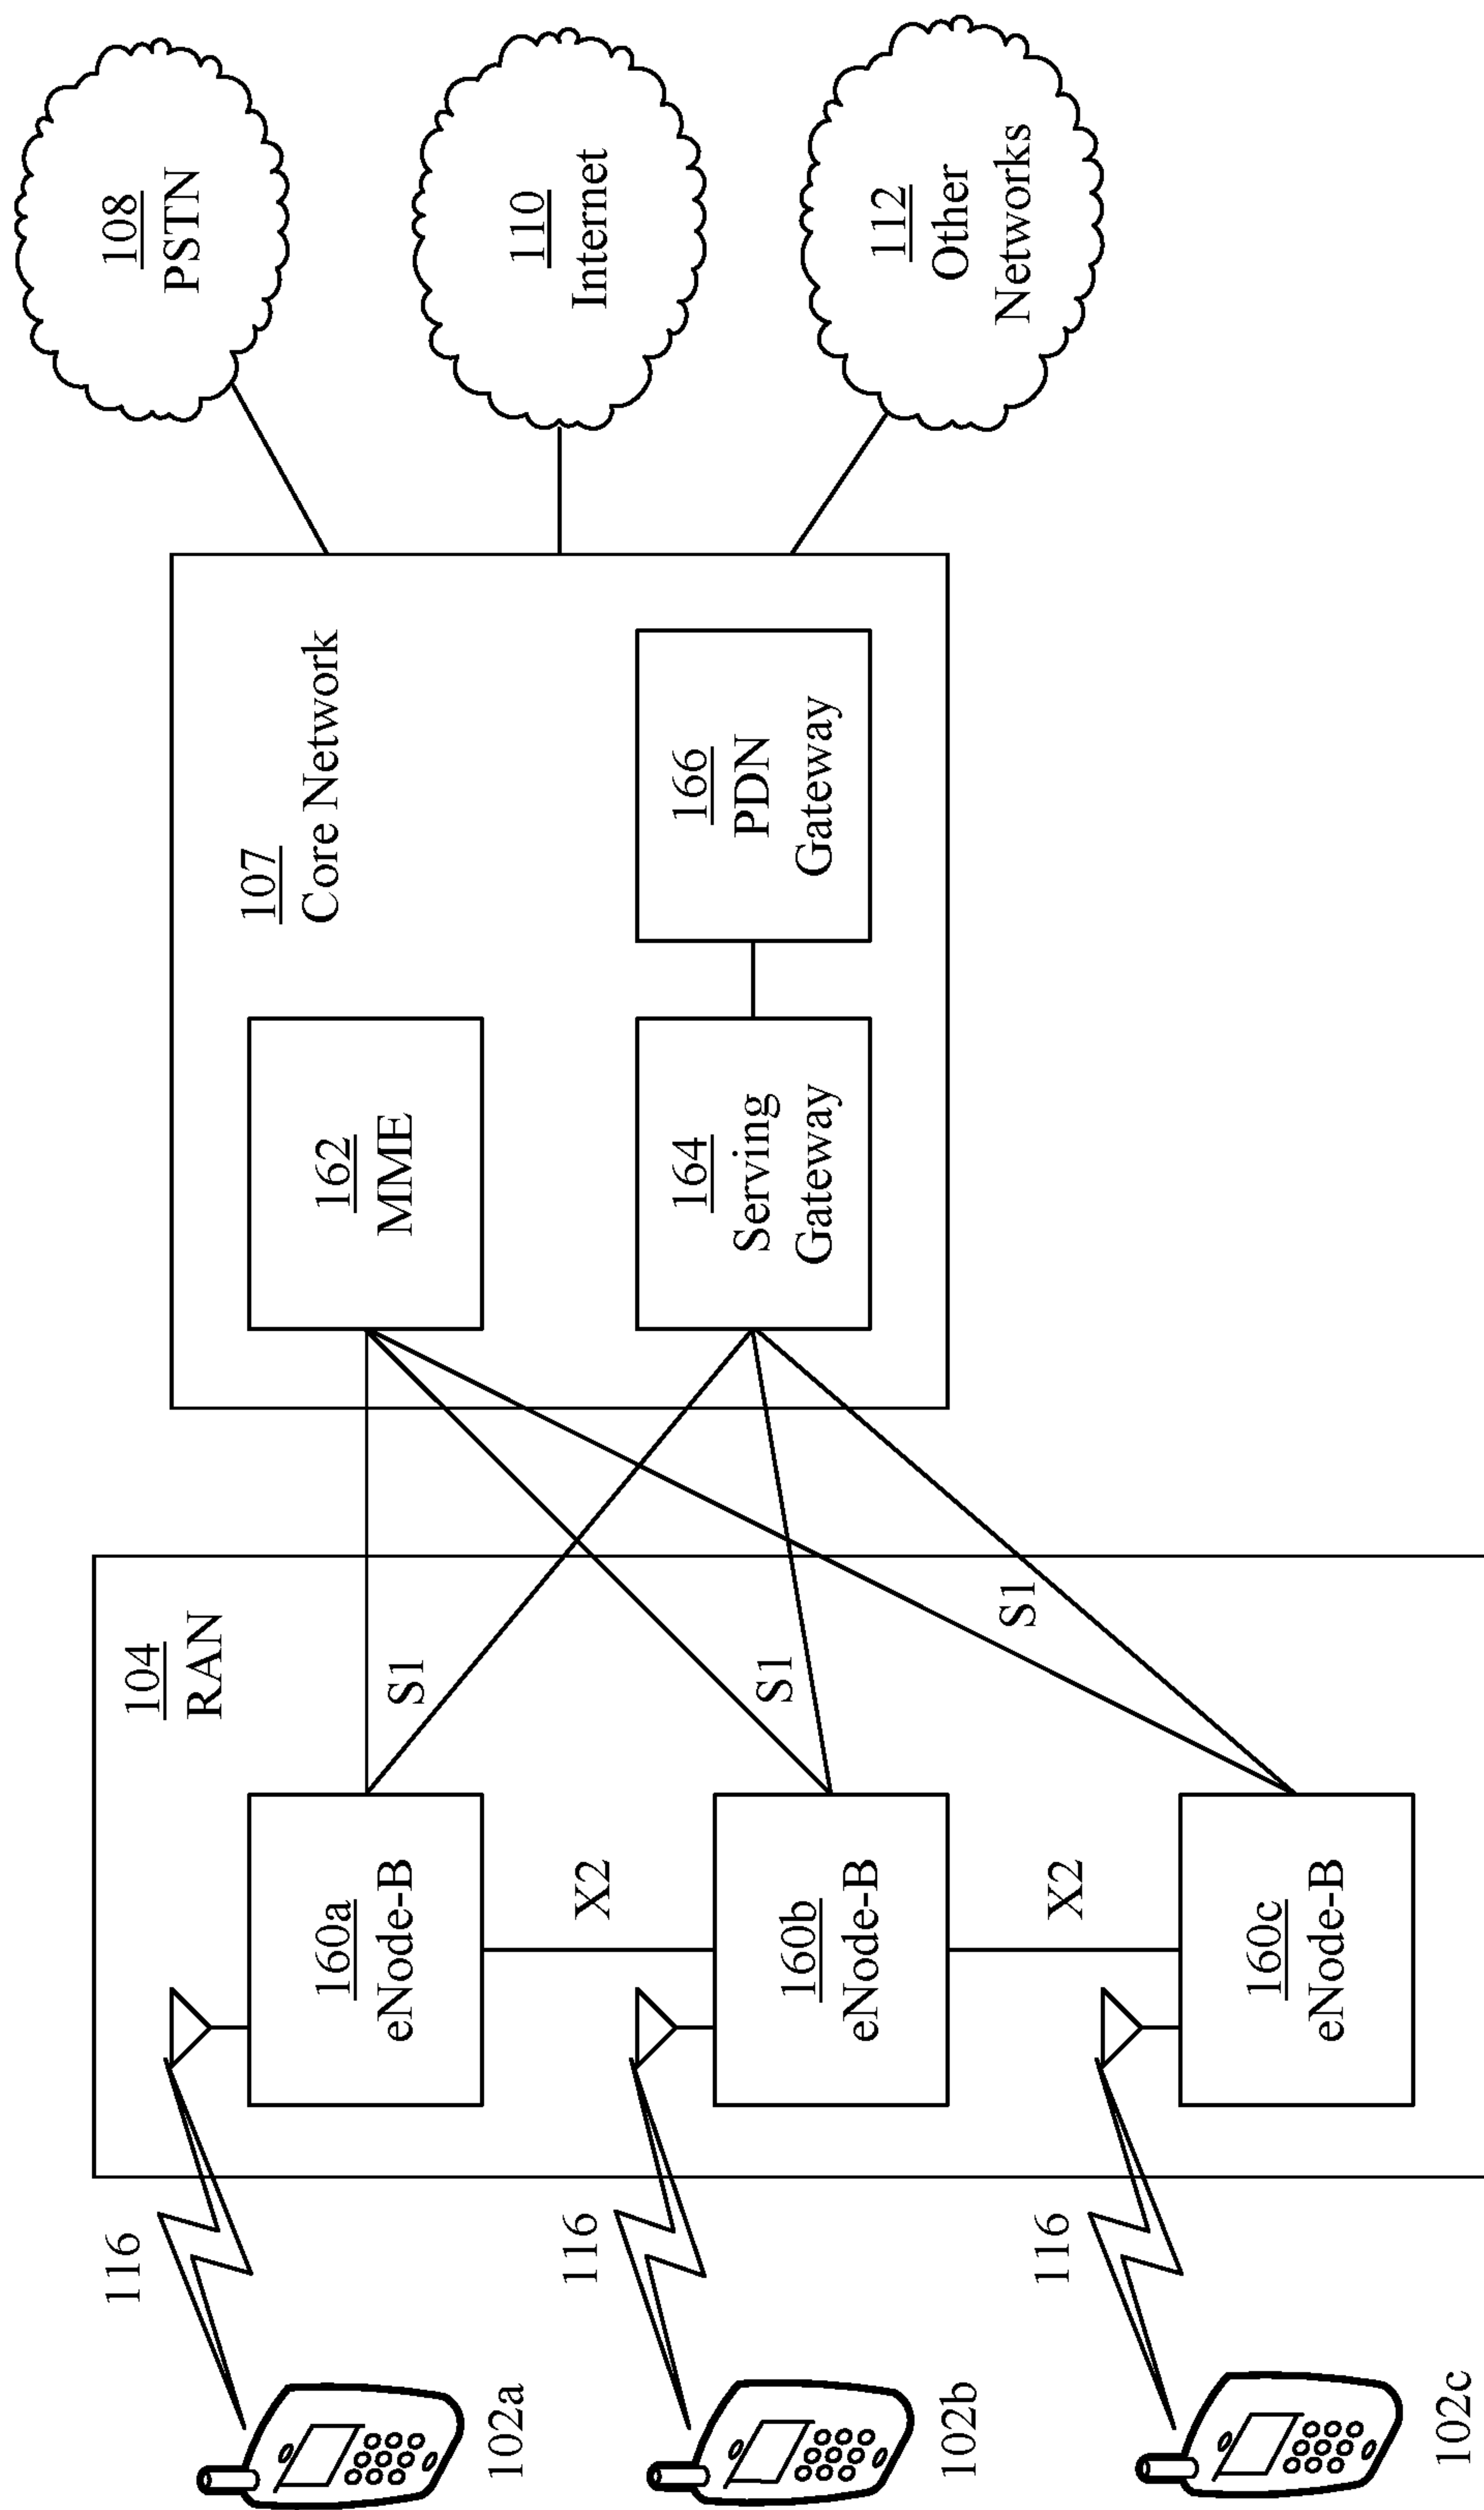 104
RAN
116
102a
160a
eNode-B
S1
X2
116
102b
160b
eNode-B
S1
X2
116
102c
160c
eNode-B
S1
107
Core Network
162
MME
164
Serving
Gateway
166
PDN
Gateway
108
PSTN
110
Internet
112
Other
Networks